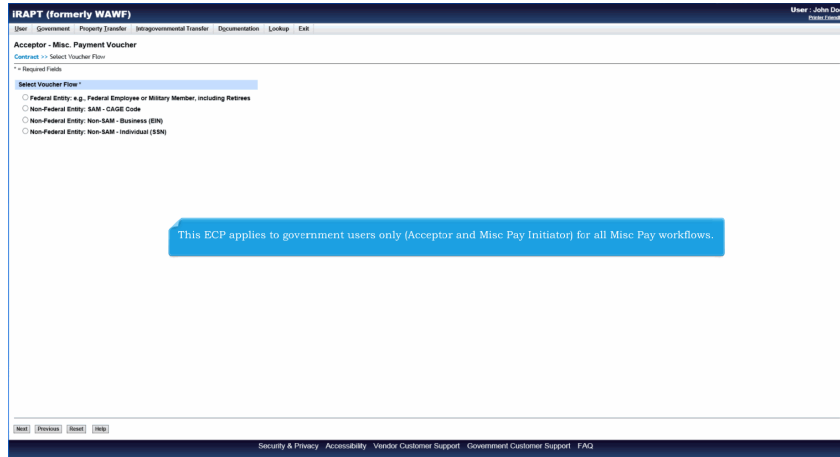 iRAPT (formerly WAWF)
User : John Doe
Printer Friendly
User Government Property Transfer Intragovernmental Transfer Documentation Lookup Exit
Acceptor - Misc. Payment Voucher
Contract >> Select Voucher Flow
* = Required Fields
Select Voucher Flow *
Federal Entity: e.g., Federal Employee or Military Member, including Retirees
Non-Federal Entity: SAM - CAGE Code
Non-Federal Entity: Non-SAM - Business (EIN)
Non-Federal Entity: Non-SAM - Individual (SSN)
This ECP applies to government users only (Acceptor and Misc Pay Initiator) for all Misc Pay workflows.
Next Previous Reset Help
Security & Privacy Accessibility Vendor Customer Support Government Customer Support FAQ